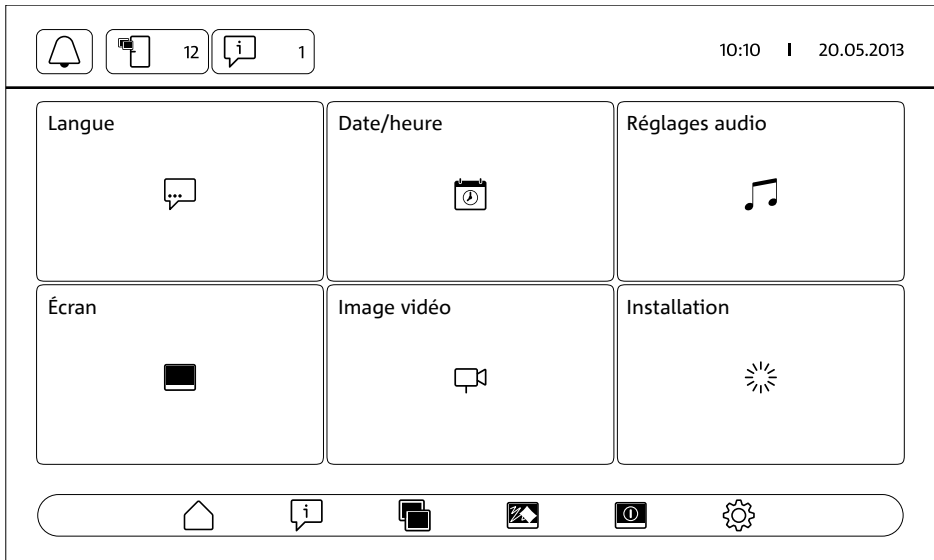 12
1
10:10 I 20.05.2013
Langue
Date/heure
Réglages audio
Écran
Image vidéo
Installation